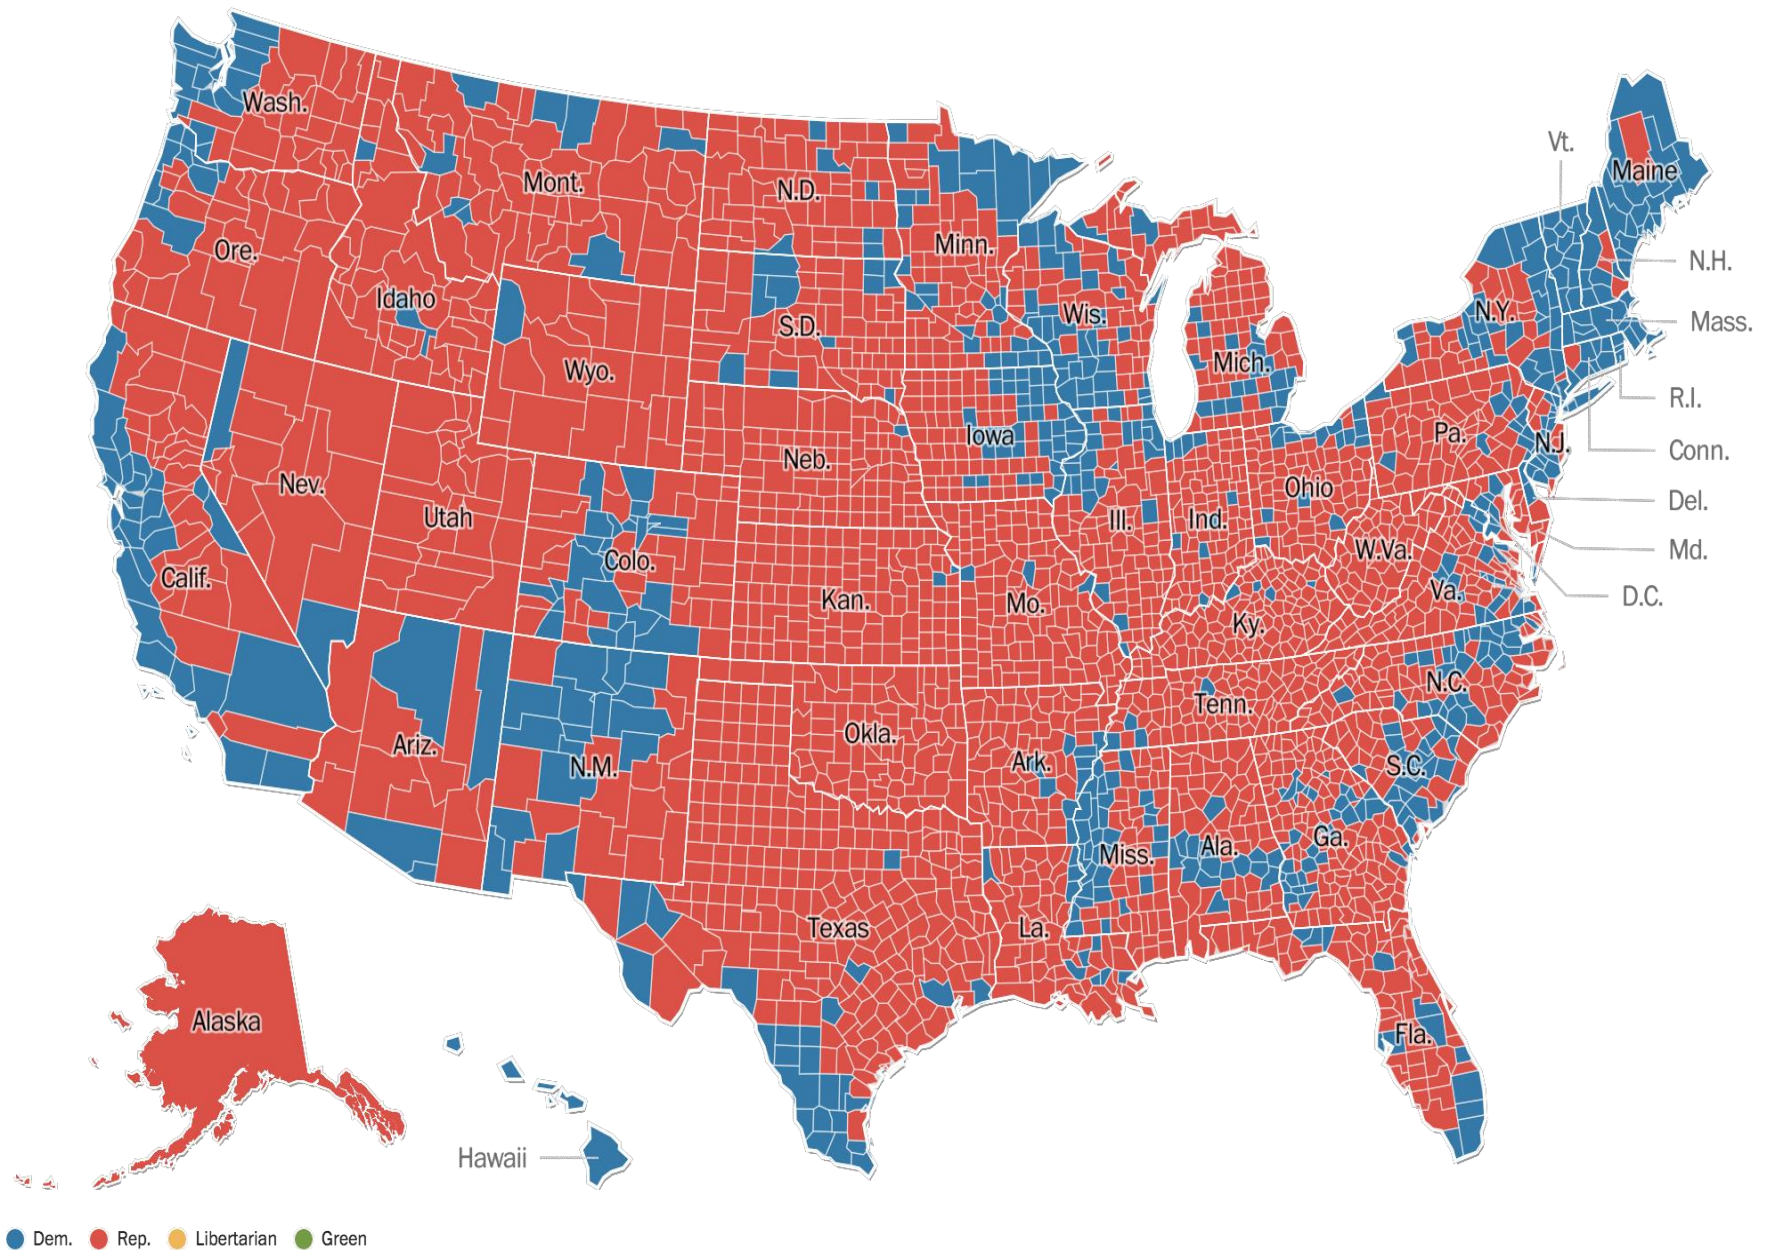 Wash.
Vt.
Maine
Mont.
N.D.
Ore.
Minn.
N.H.
Idaho
S.D.
Wis.
N.Y.
Mass.
Wyo.
Mich.
R.I.
Iowa
Pa.
N.J.
Conn.
Neb.
Nev.
Ohio
Del.
Utah
Ill.
Ind.
Colo.
W.Va.
Md.
Calif.
Kan.
Mo.
Va.
D.C.
Ky.
N.C.
Tenn.
Okla.
Ariz.
N.M.
Ark.
S.C.
Miss.
Ala.
Ga.
Texas
La.
Alaska
Fla.
Hawaii
Dem. Rep. Libertarian Green